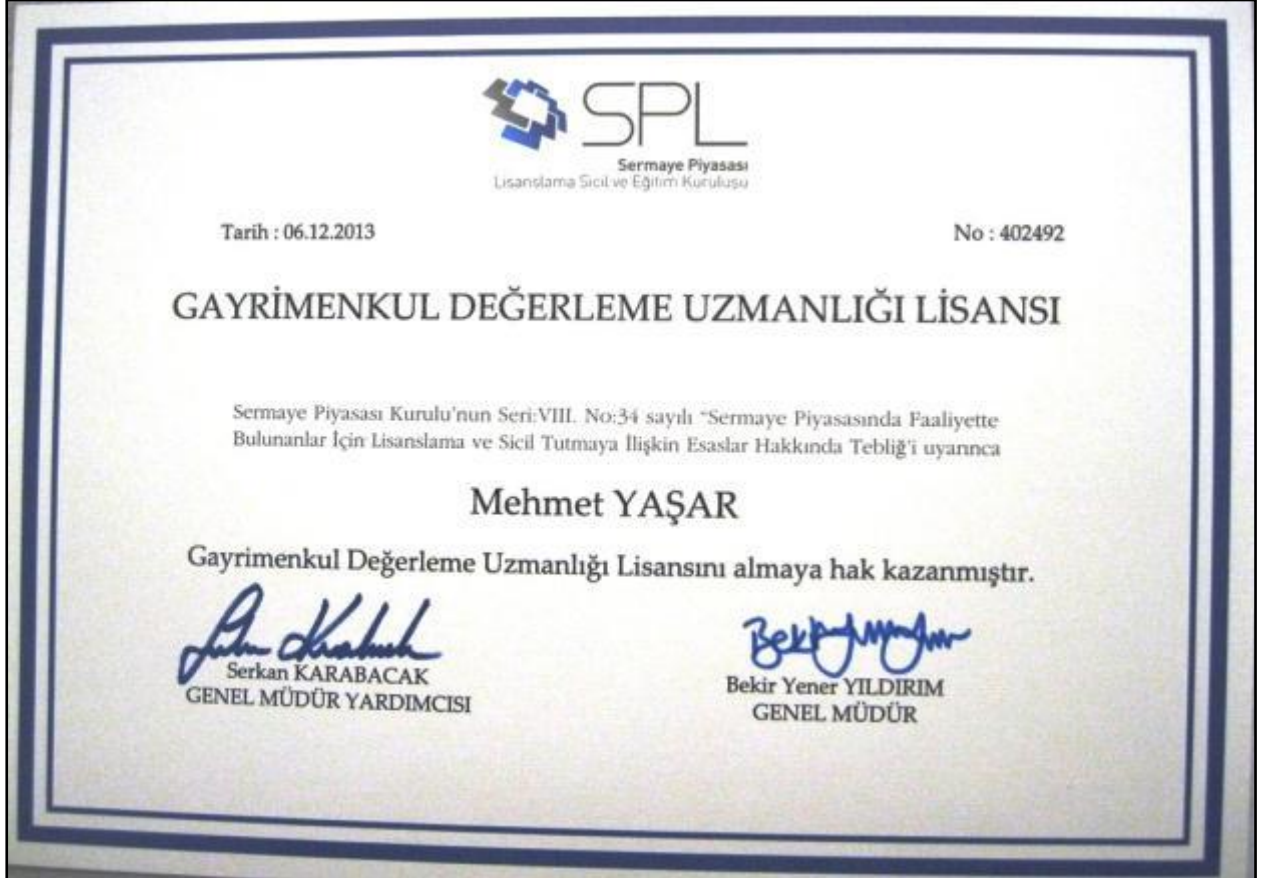 SPL
Sermaye Piyasası
Lisanslama Sicil ve Eğitim Kuruluşu
Tarih : 06.12.2013
No : 402492
GAYRİMENKUL DEĞERLEME UZMANLIĞI LİSANSI
Sermaye Piyasası Kurulu'nun Seri:VIII. No:34 sayılı "Sermaye Piyasasında Faaliyette
Bulunanlar İçin Lisanslama ve Sicil Tutmaya İlişkin Esaslar Hakkında Tebliğ'i uyarınca
Mehmet YAŞAR
Gayrimenkul Değerleme Uzmanlığı Lisansını almaya hak kazanmıştır.
Serkan KARABACAK
GENEL MÜDÜR YARDIMCISI
Bekir Yener YILDIRIM
GENEL MÜDÜR